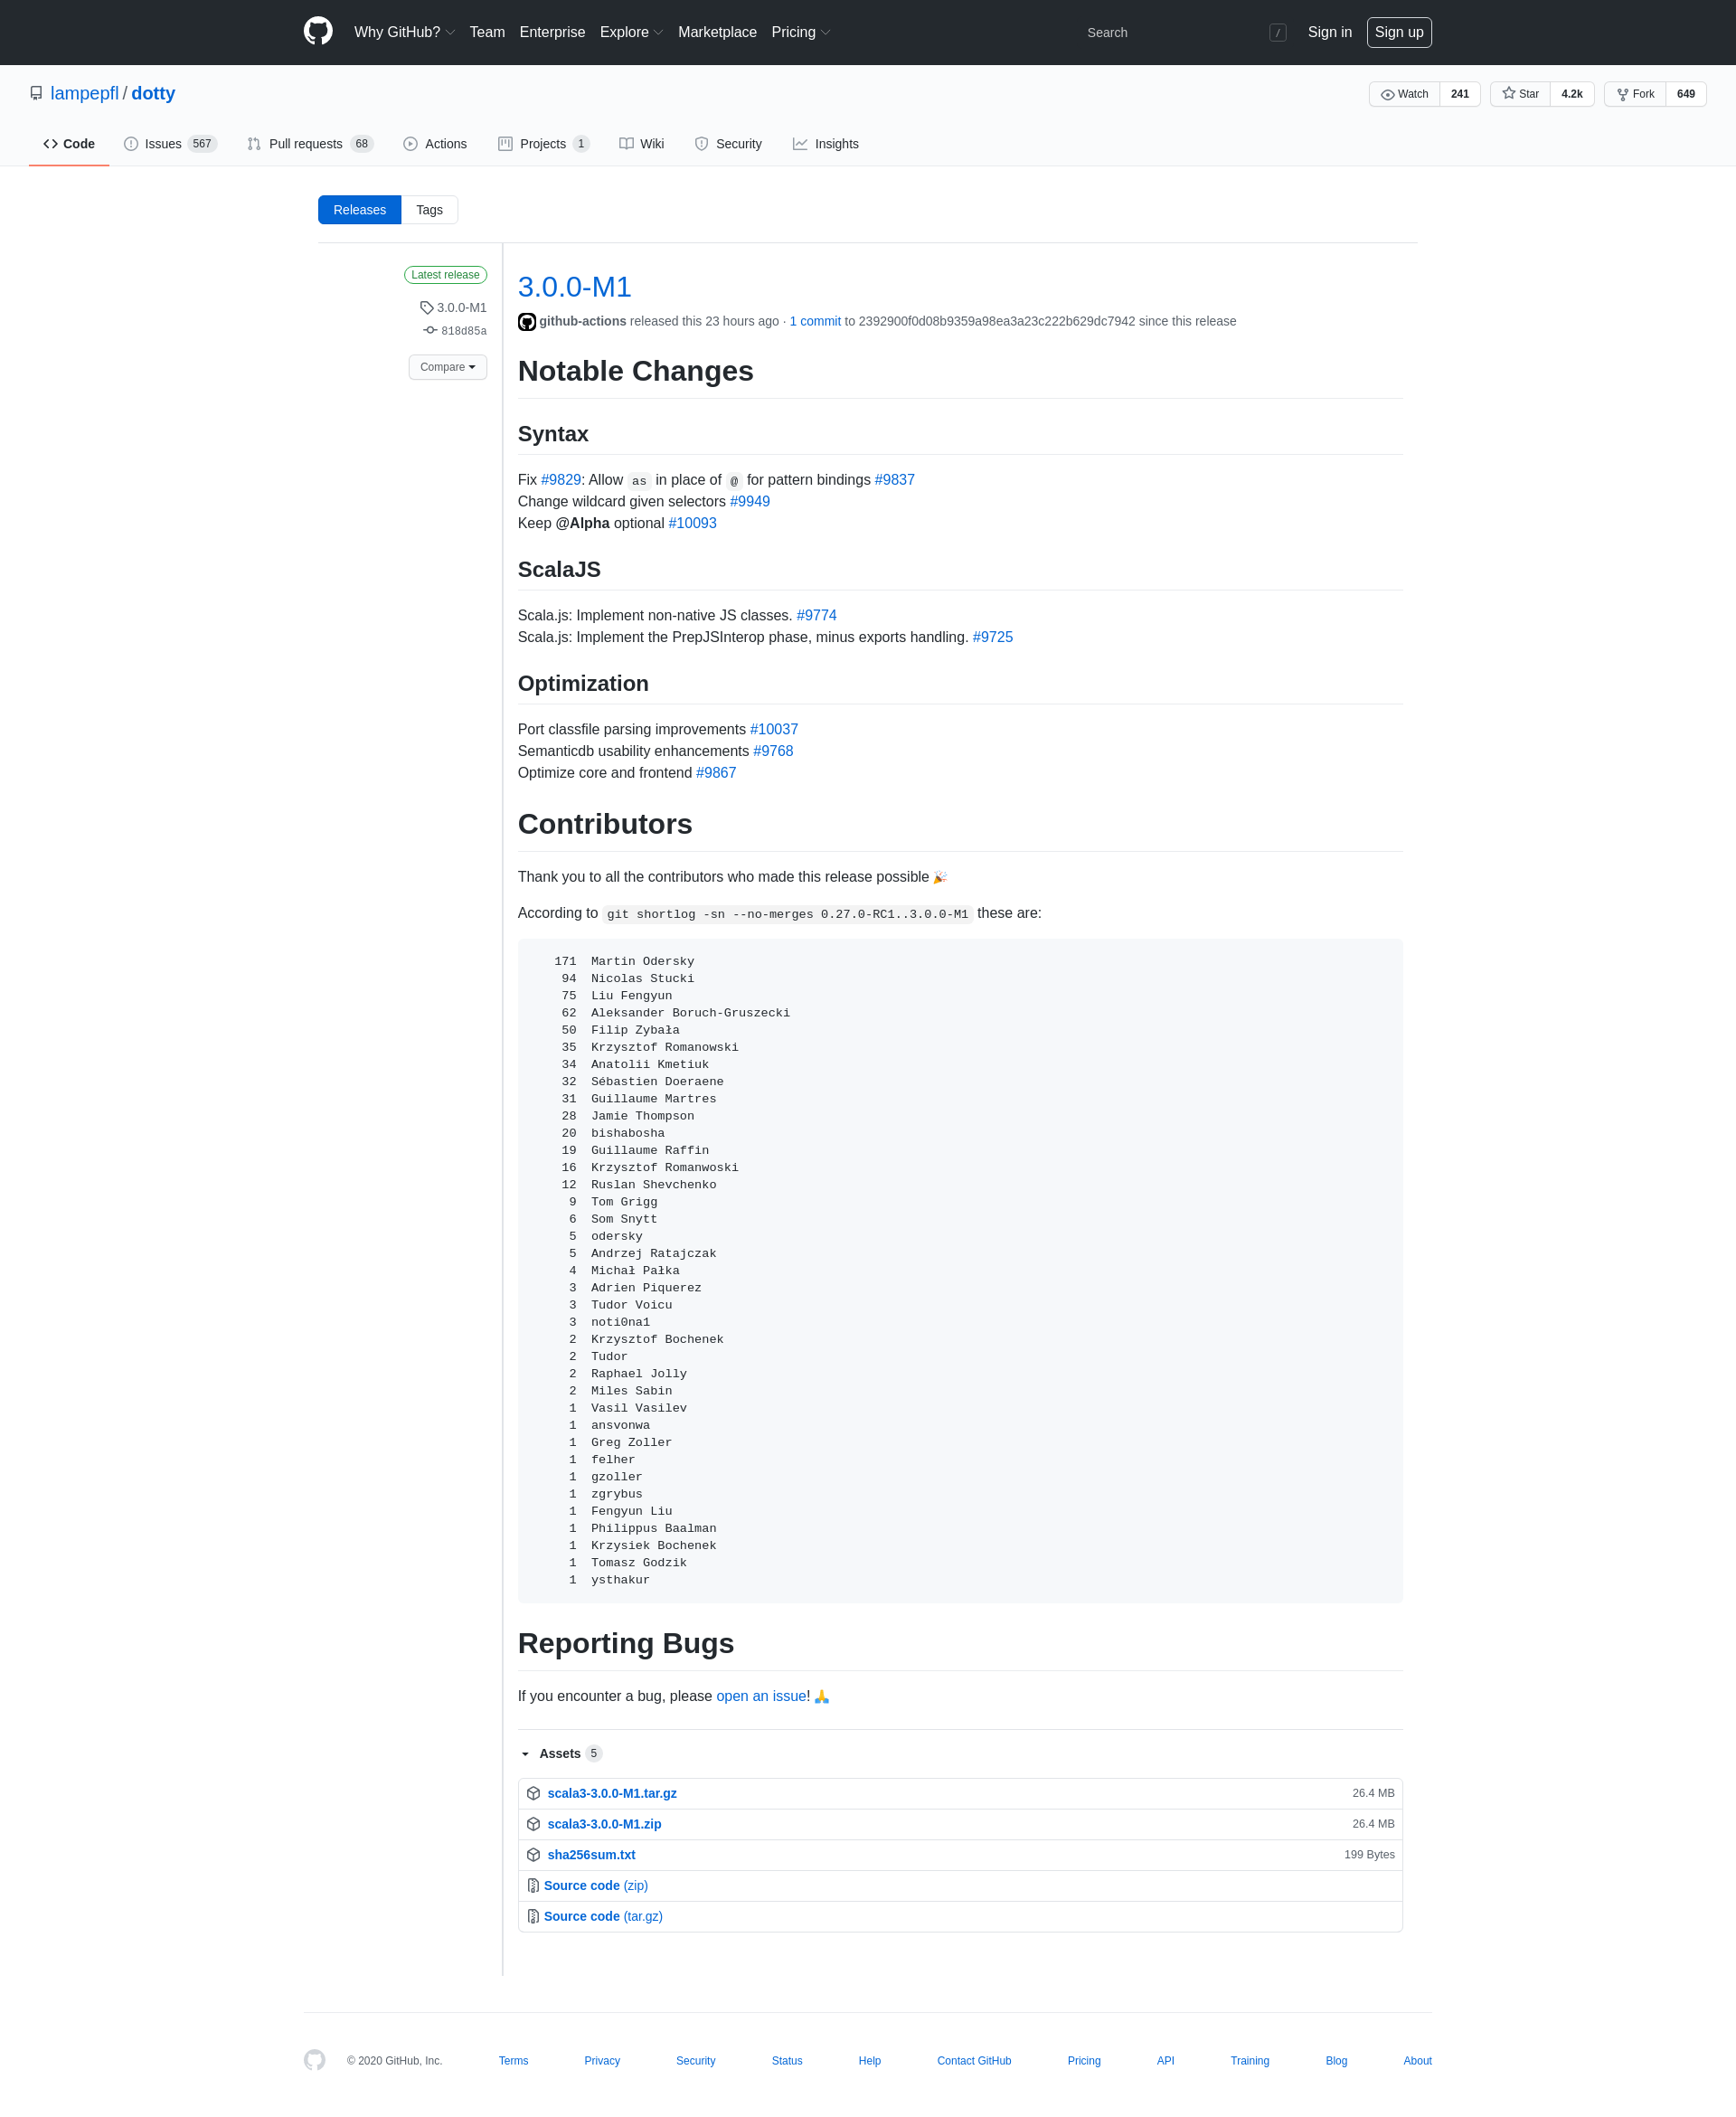 Why GitHub? Team Enterprise Explore Marketplace Pricing Search / Sign in Sign up
lampepfl / dotty Watch 241 Star 4.2k Fork 649
Code Issues 567 Pull requests 68 Actions Projects 1 Wiki Security Insights
Releases Tags
Latest release
3.0.0-M1
818d85a
Compare
3.0.0-M1
github-actions released this 23 hours ago · 1 commit to 2392900f0d08b9359a98ea3a23c222b629dc7942 since this release
Notable Changes
Syntax
Fix #9829: Allow as in place of @ for pattern bindings #9837
Change wildcard given selectors #9949
Keep @Alpha optional #10093
ScalaJS
Scala.js: Implement non-native JS classes. #9774
Scala.js: Implement the PrepJSInterop phase, minus exports handling. #9725
Optimization
Port classfile parsing improvements #10037
Semanticdb usability enhancements #9768
Optimize core and frontend #9867
Contributors
Thank you to all the contributors who made this release possible 🎉
According to git shortlog -sn --no-merges 0.27.0-RC1..3.0.0-M1 these are:
171 Martin Odersky
94 Nicolas Stucki
75 Liu Fengyun
62 Aleksander Boruch-Gruszecki
50 Filip Zybała
35 Krzysztof Romanowski
34 Anatolii Kmetiuk
32 Sébastien Doeraene
31 Guillaume Martres
28 Jamie Thompson
20 bishabosha
19 Guillaume Raffin
16 Krzysztof Romanwoski
12 Ruslan Shevchenko
9 Tom Grigg
6 Som Snytt
5 odersky
5 Andrzej Ratajczak
4 Michał Pałka
3 Adrien Piquerez
3 Tudor Voicu
3 noti0na1
2 Krzysztof Bochenek
2 Tudor
2 Raphael Jolly
2 Miles Sabin
1 Vasil Vasilev
1 ansvonwa
1 Greg Zoller
1 felher
1 gzoller
1 zgrybus
1 Fengyun Liu
1 Philippus Baalman
1 Krzysiek Bochenek
1 Tomasz Godzik
1 ysthakur
Reporting Bugs
If you encounter a bug, please open an issue! 🙏
Assets 5
scala3-3.0.0-M1.tar.gz 26.4 MB
scala3-3.0.0-M1.zip 26.4 MB
sha256sum.txt 199 Bytes
Source code (zip)
Source code (tar.gz)
© 2020 GitHub, Inc. Terms Privacy Security Status Help Contact GitHub Pricing API Training Blog About